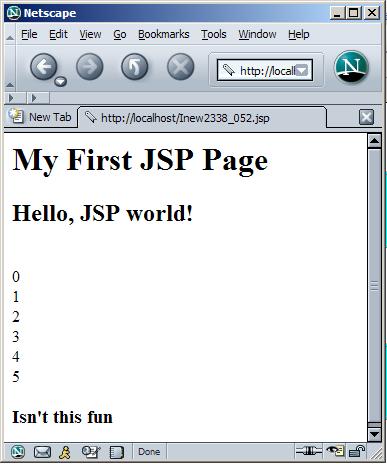 Netscape
File Edit View Go Bookmarks Tools Window Help
http://locall
New Tab http://localhost/Inew2338_052.jsp
My First JSP Page
Hello, JSP world!
0
1
2
3
4
5
Isn't this fun
Done